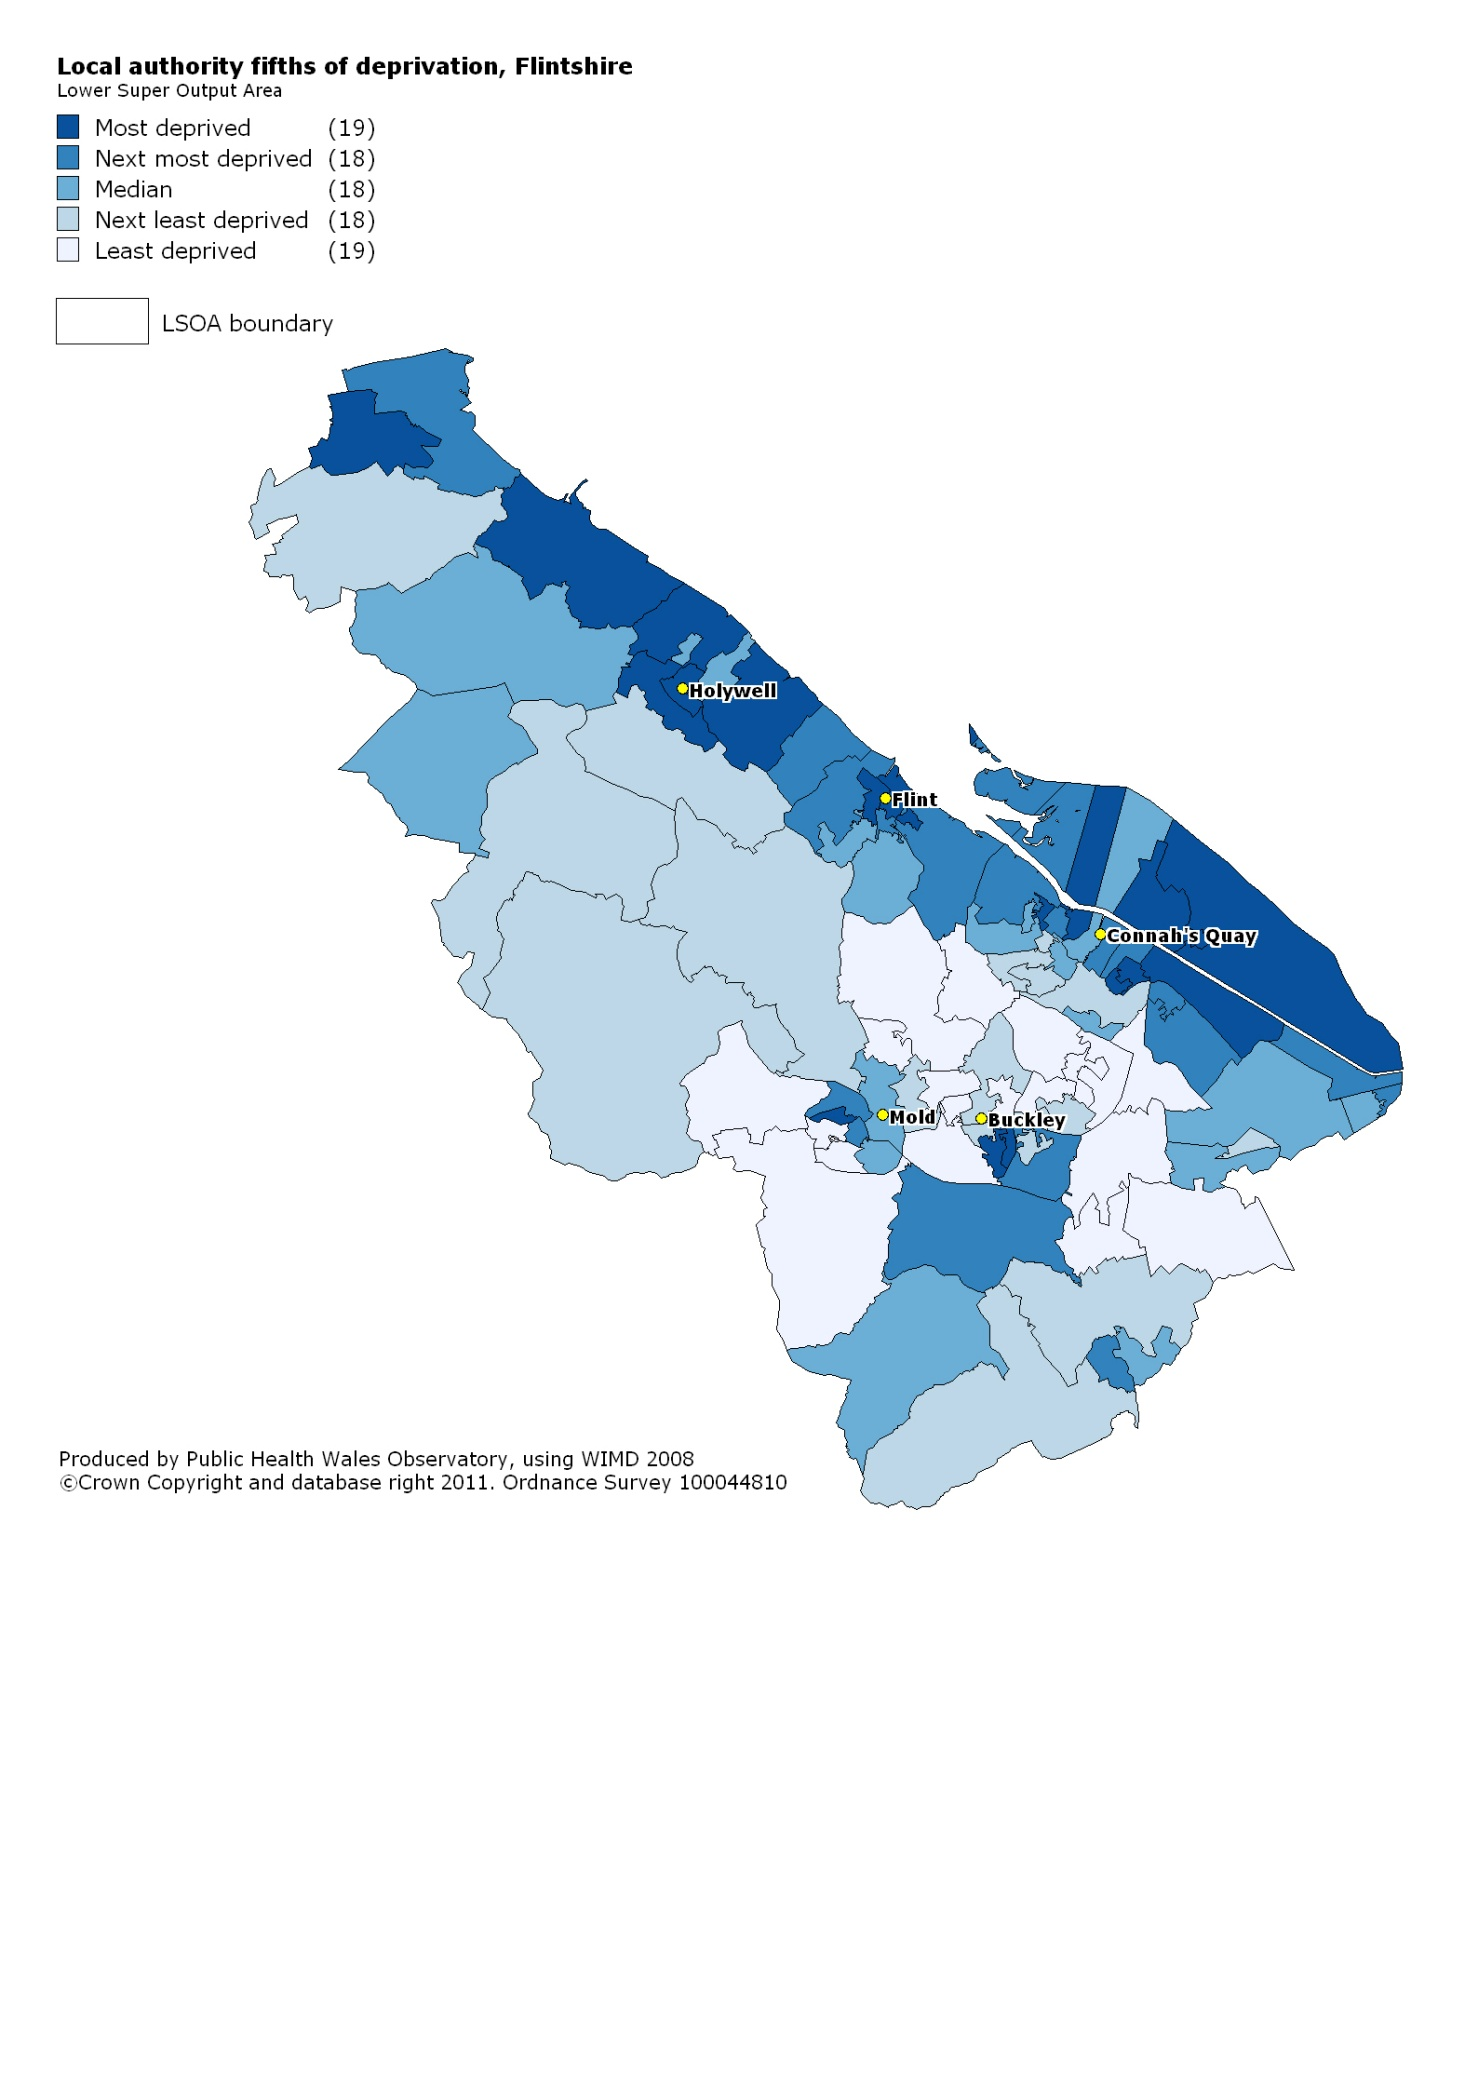 Local authority fifths of deprivation, Flintshire
Lower Super Output Area
Most deprived (19)
Next most deprived (18)
Median (18)
Next least deprived (18)
Least deprived (19)
LSOA boundary
Holywell
Flint
Connah's Quay
Mold
Buckley
Produced by Public Health Wales Observatory, using WIMD 2008
©Crown Copyright and database right 2011. Ordnance Survey 100044810